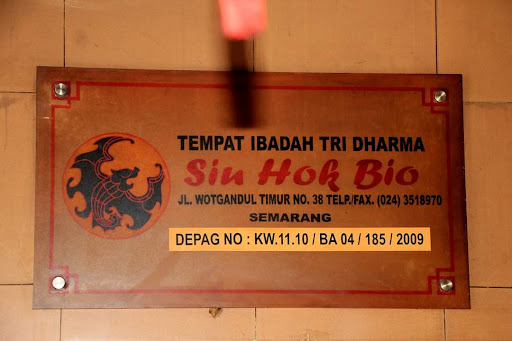 TEMPAT IBADAH TRI DHARMA
Sin Hok Bio
JL. WOTGANDUL TIMUR NO. 38 TELP./FAX. (024) 3518970
SEMARANG
DEPAG NO : KW.11.10 / BA 04 / 185 / 2009